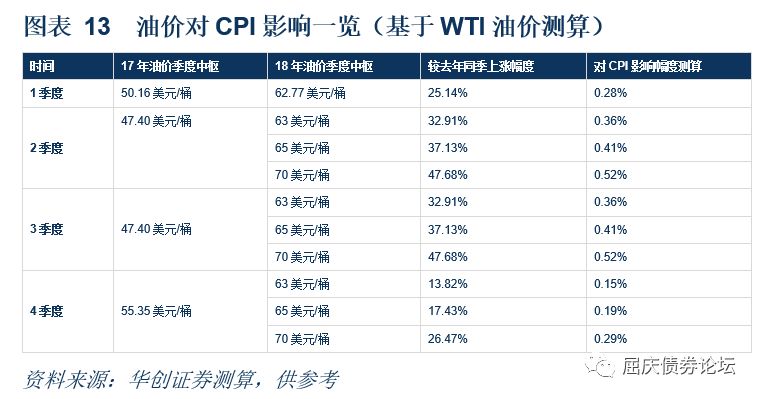 图表 13 油价对 CPI 影响一览（基于 WTI 油价测算）
时间 17 年油价季度中枢 18 年油价季度中枢 较去年同季上涨幅度 对 CPI 影响幅度测算
1 季度 50.16 美元/桶 62.77 美元/桶 25.14% 0.28%
47.40 美元/桶 63 美元/桶 32.91% 0.36%
2 季度 65 美元/桶 37.13% 0.41%
70 美元/桶 47.68% 0.52%
63 美元/桶 32.91% 0.36%
3 季度 47.40 美元/桶 65 美元/桶 37.13% 0.41%
70 美元/桶 47.68% 0.52%
63 美元/桶 13.82% 0.15%
4 季度 55.35 美元/桶 65 美元/桶 17.43% 0.19%
70 美元/桶 26.47% 0.29%
资料来源：华创证券测算，供参考
屈庆债券论坛